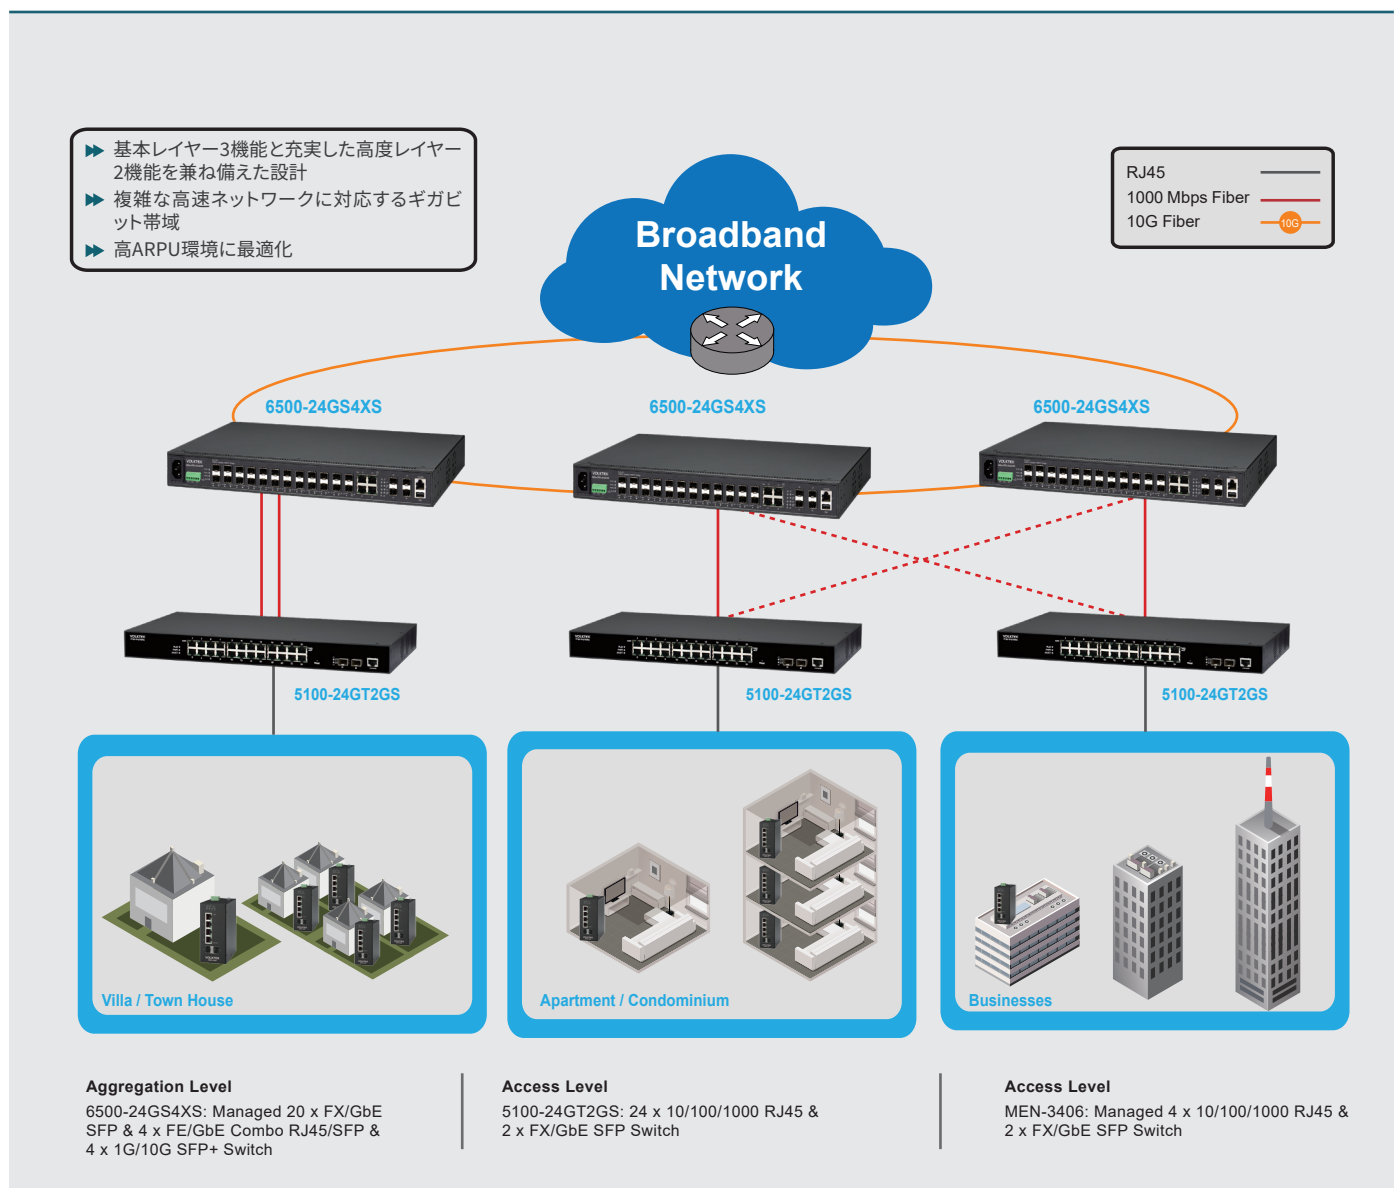 基本レイヤー3機能と充実した高度レイヤー
2機能を兼ね備えた設計
複雑な高速ネットワークに対応するギガビ
ット帯域
高ARPU環境に最適化
RJ45
1000 Mbps Fiber
10G Fiber
10G
Broadband
Network
6500-24GS4XS
6500-24GS4XS
6500-24GS4XS
5100-24GT2GS
5100-24GT2GS
5100-24GT2GS
Villa / Town House
Apartment / Condominium
Businesses
Aggregation Level
6500-24GS4XS: Managed 20 x FX/GbE
SFP & 4 x FE/GbE Combo RJ45/SFP &
4 x 1G/10G SFP+ Switch
Access Level
5100-24GT2GS: 24 x 10/100/1000 RJ45 &
2 x FX/GbE SFP Switch
Access Level
MEN-3406: Managed 4 x 10/100/1000 RJ45 &
2 x FX/GbE SFP Switch